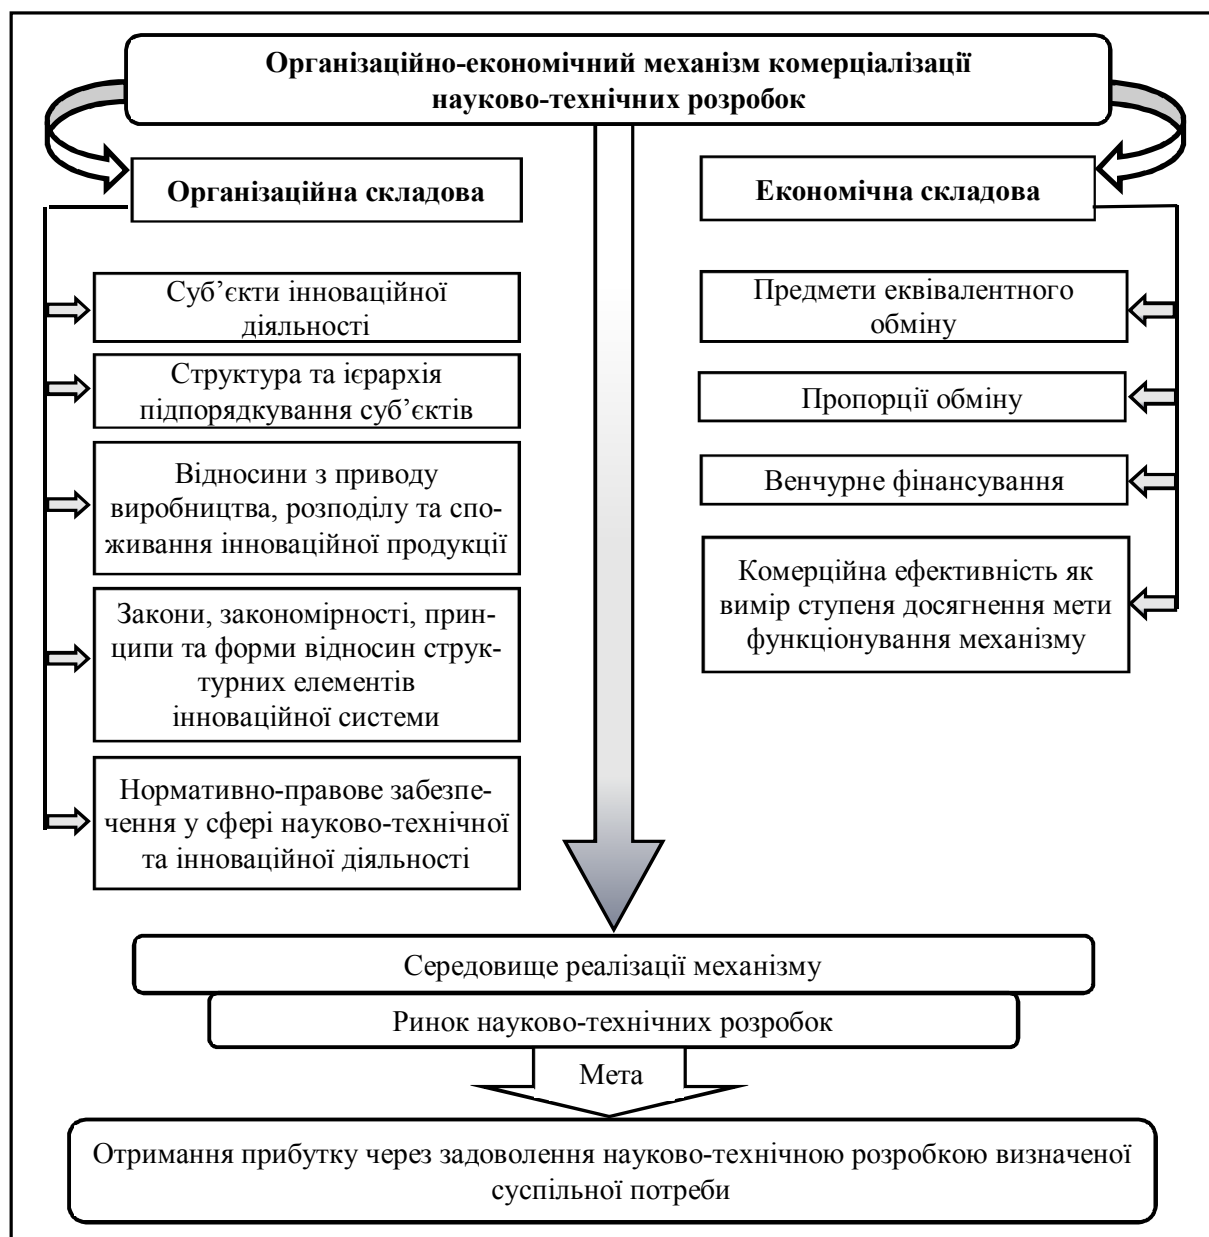 Організаційно-економічний механізм комерціалізації
науково-технічних розробок
Організаційна складова
Суб’єкти інноваційної
діяльності
Структура та ієрархія
підпорядкування суб’єктів
Відносини з приводу
виробництва, розподілу та спо-
живання інноваційної продукції
Закони, закономірності, прин-
ципи та форми відносин струк-
турних елементів
інноваційної системи
Нормативно-правове забезпе-
чення у сфері науково-технічної
та інноваційної діяльності
Економічна складова
Предмети еквівалентного
обміну
Пропорції обміну
Венчурне фінансування
Комерційна ефективність як
вимір ступеня досягнення мети
функціонування механізму
Середовище реалізації механізму
Ринок науково-технічних розробок
Мета
Отримання прибутку через задоволення науково-технічною розробкою визначеної
суспільної потреби